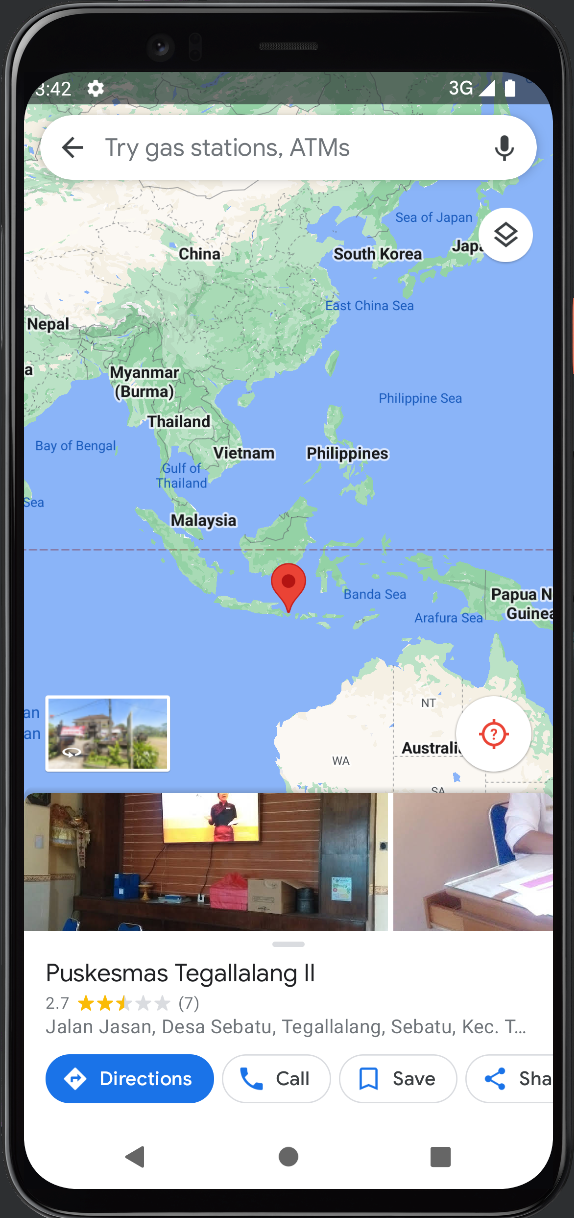 3:42
3G
Try gas stations, ATMs
Sea of Japan
China
South Korea
East China Sea
Nepal
Myanmar
(Burma)
Philippine Sea
Thailand
Bay of Bengal
Vietnam
Philippines
Gulf of
Thailand
Sea
Malaysia
Banda Sea
Papua N
Guinea
Arafura Sea
NT
an
an
WA
Australi
SA
Puskesmas Tegallalang II
2.7 (7)
Jalan Jasan, Desa Sebatu, Tegallalang, Sebatu, Kec. T...
Directions
Call
Save
Sha